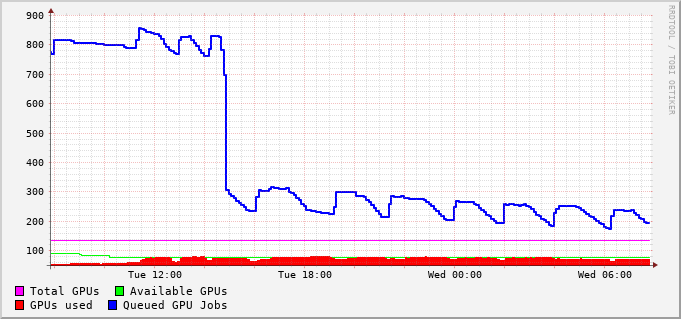 900
800
700
600
500
400
300
200
100
Tue 12:00 Tue 18:00 Wed 00:00 Wed 06:00
Total GPUs Available GPUs
GPUs used Queued GPU Jobs
RRDTOOL / TOBI OETIKER